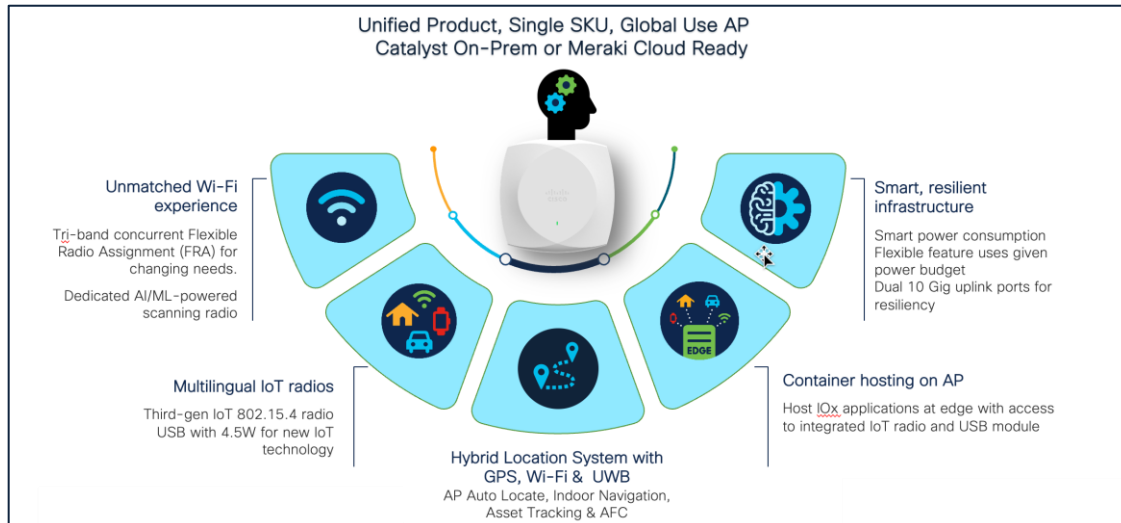 Unified Product, Single SKU, Global Use AP
Catalyst On-Prem or Meraki Cloud Ready
Unmatched Wi-Fi
experience
Tri-band concurrent Flexible
Radio Assignment (FRA) for
changing needs.
Dedicated AI/ML-powered
scanning radio
Multilingual IoT radios
Third-gen IoT 802.15.4 radio
USB with 4.5W for new IoT
technology
Hybrid Location System with
GPS, Wi-Fi & UWB
AP Auto Locate, Indoor Navigation,
Asset Tracking & AFC
EDGE
Container hosting on AP
Host IOx applications at edge with access
to integrated IoT radio and USB module
Smart, resilient
infrastructure
Smart power consumption
Flexible feature uses given
power budget
Dual 10 Gig uplink ports for
resiliency